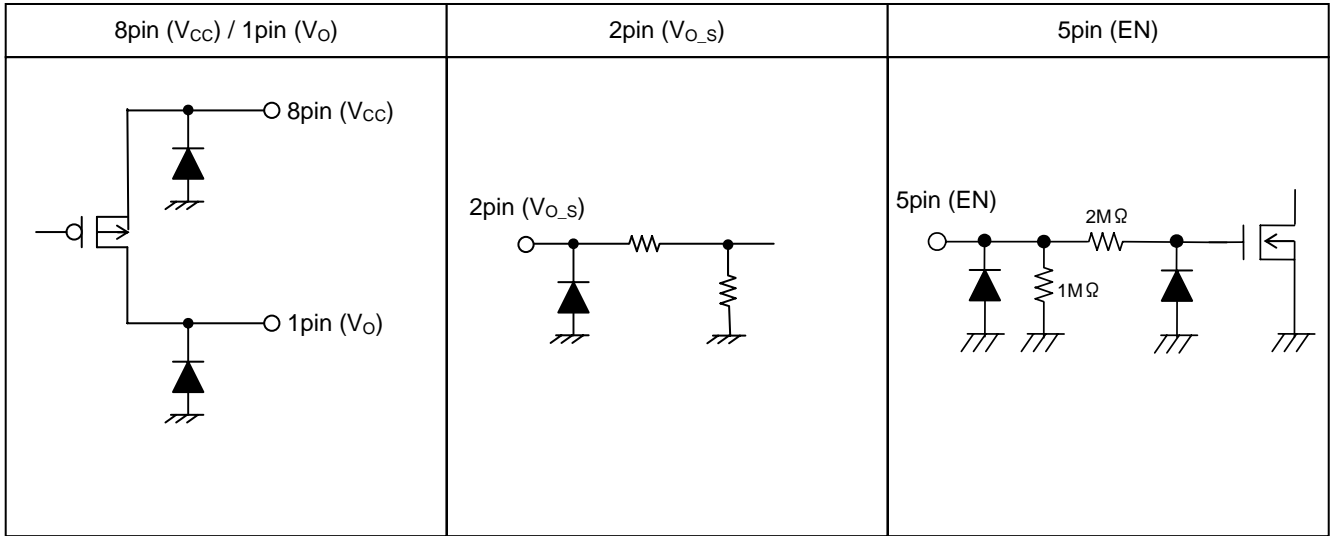 8pin (VCC) / 1pin (VO)
2pin (VO_S)
5pin (EN)
8pin (VCC)
1pin (VO)
2pin (VO_S)
5pin (EN)
2MΩ
1MΩ